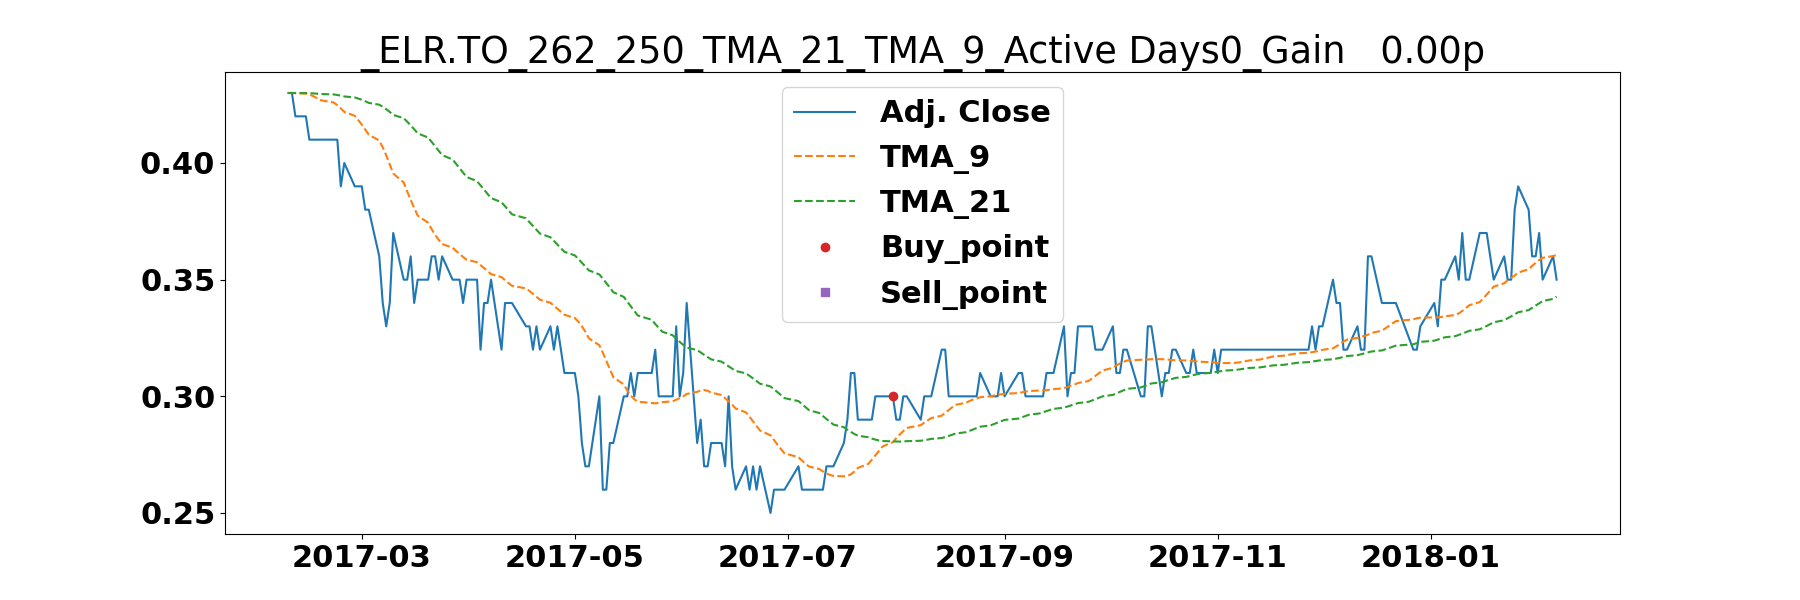 _ELR.TO_262_250_TMA_21_TMA_9_Active Days0_Gain   0.00p
Adj. Close
TMA_9
TMA_21
Buy_point
Sell_point
0.40
0.35
0.30
0.25
2017-03 2017-05 2017-07 2017-09 2017-11 2018-01